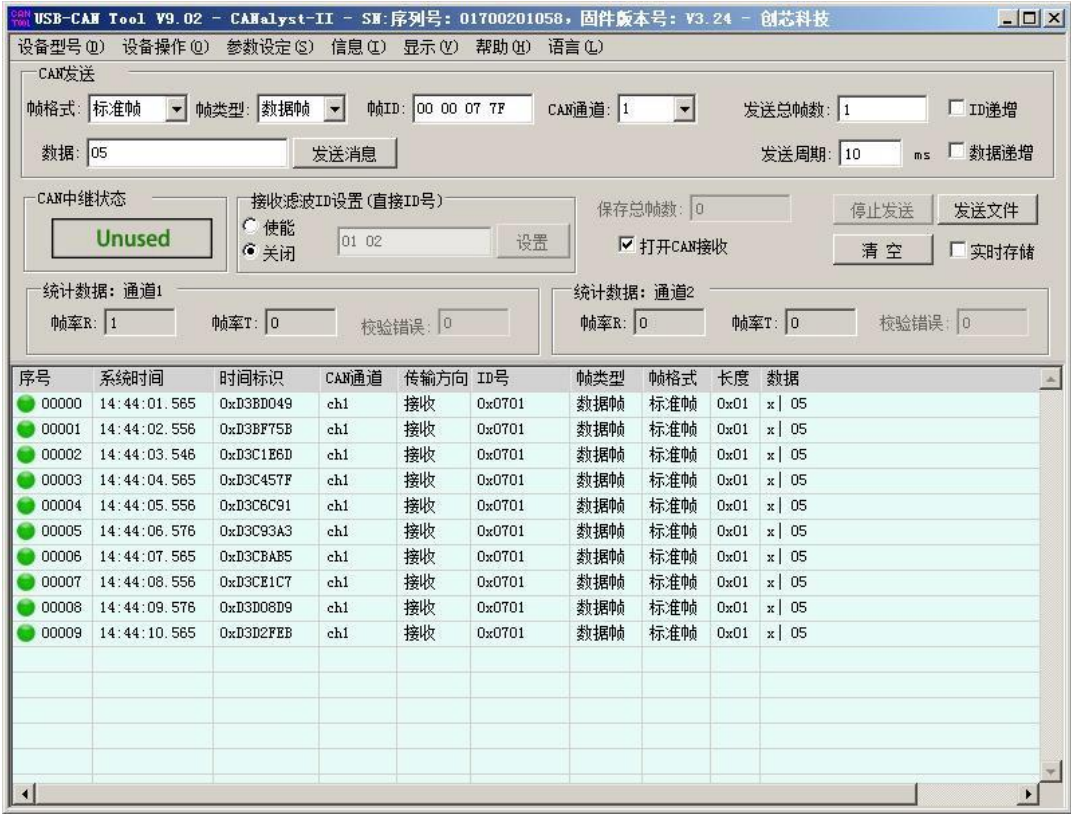 USB-CAN Tool V9.02 - CANalyst-II - SN:序列号: 01700201058, 固件版本号: V3.24 - 创芯科技
设备型号(D) 设备操作(O) 参数设定(S) 信息(I) 显示(V) 帮助(H) 语言(L)
CAN发送
帧格式: 标准帧 帧类型: 数据帧 帧ID: 00 00 07 7F CAN通道: 1 发送总帧数: 1 ID递增
数据: 05 发送消息 发送周期: 10 ms 数据递增
CAN中继状态 接收滤波ID设置(直接ID号) 保存总帧数: 0 停止发送 发送文件
Unused 使能 关闭 01 02 设置 打开CAN接收 清 空 实时存储
统计数据: 通道1 统计数据: 通道2
帧率R: 1 帧率T: 0 校验错误: 0 帧率R: 0 帧率T: 0 校验错误: 0
序号 系统时间 时间标识 CAN通道 传输方向 ID号 帧类型 帧格式 长度 数据
00000 14:44:01.565 0xD3BD049 ch1 接收 0x0701 数据帧 标准帧 0x01 x| 05
00001 14:44:02.556 0xD3BF75B ch1 接收 0x0701 数据帧 标准帧 0x01 x| 05
00002 14:44:03.546 0xD3C1E6D ch1 接收 0x0701 数据帧 标准帧 0x01 x| 05
00003 14:44:04.565 0xD3C457F ch1 接收 0x0701 数据帧 标准帧 0x01 x| 05
00004 14:44:05.556 0xD3C6C91 ch1 接收 0x0701 数据帧 标准帧 0x01 x| 05
00005 14:44:06.576 0xD3C93A3 ch1 接收 0x0701 数据帧 标准帧 0x01 x| 05
00006 14:44:07.565 0xD3CBAB5 ch1 接收 0x0701 数据帧 标准帧 0x01 x| 05
00007 14:44:08.556 0xD3CE1C7 ch1 接收 0x0701 数据帧 标准帧 0x01 x| 05
00008 14:44:09.576 0xD3D08D9 ch1 接收 0x0701 数据帧 标准帧 0x01 x| 05
00009 14:44:10.565 0xD3D2FEB ch1 接收 0x0701 数据帧 标准帧 0x01 x| 05